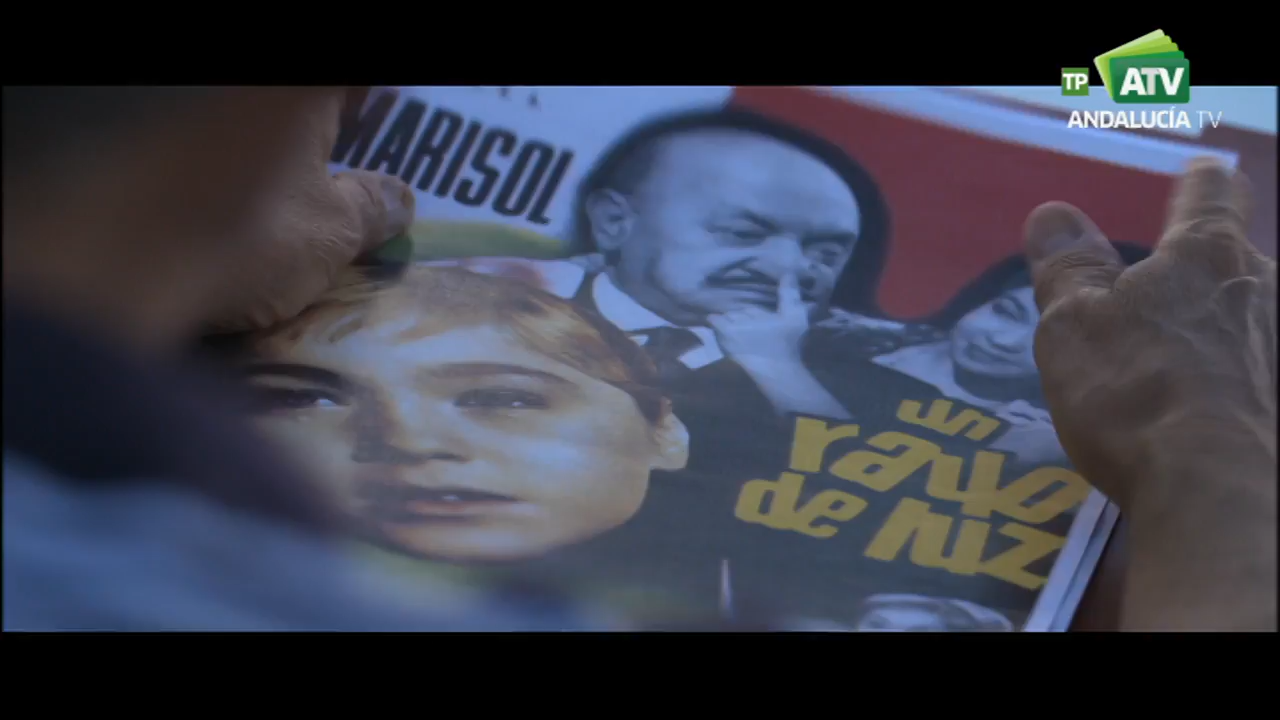 TP
ATV
ANDALUCÍA TV
MARISOL
un
rayo
de luz